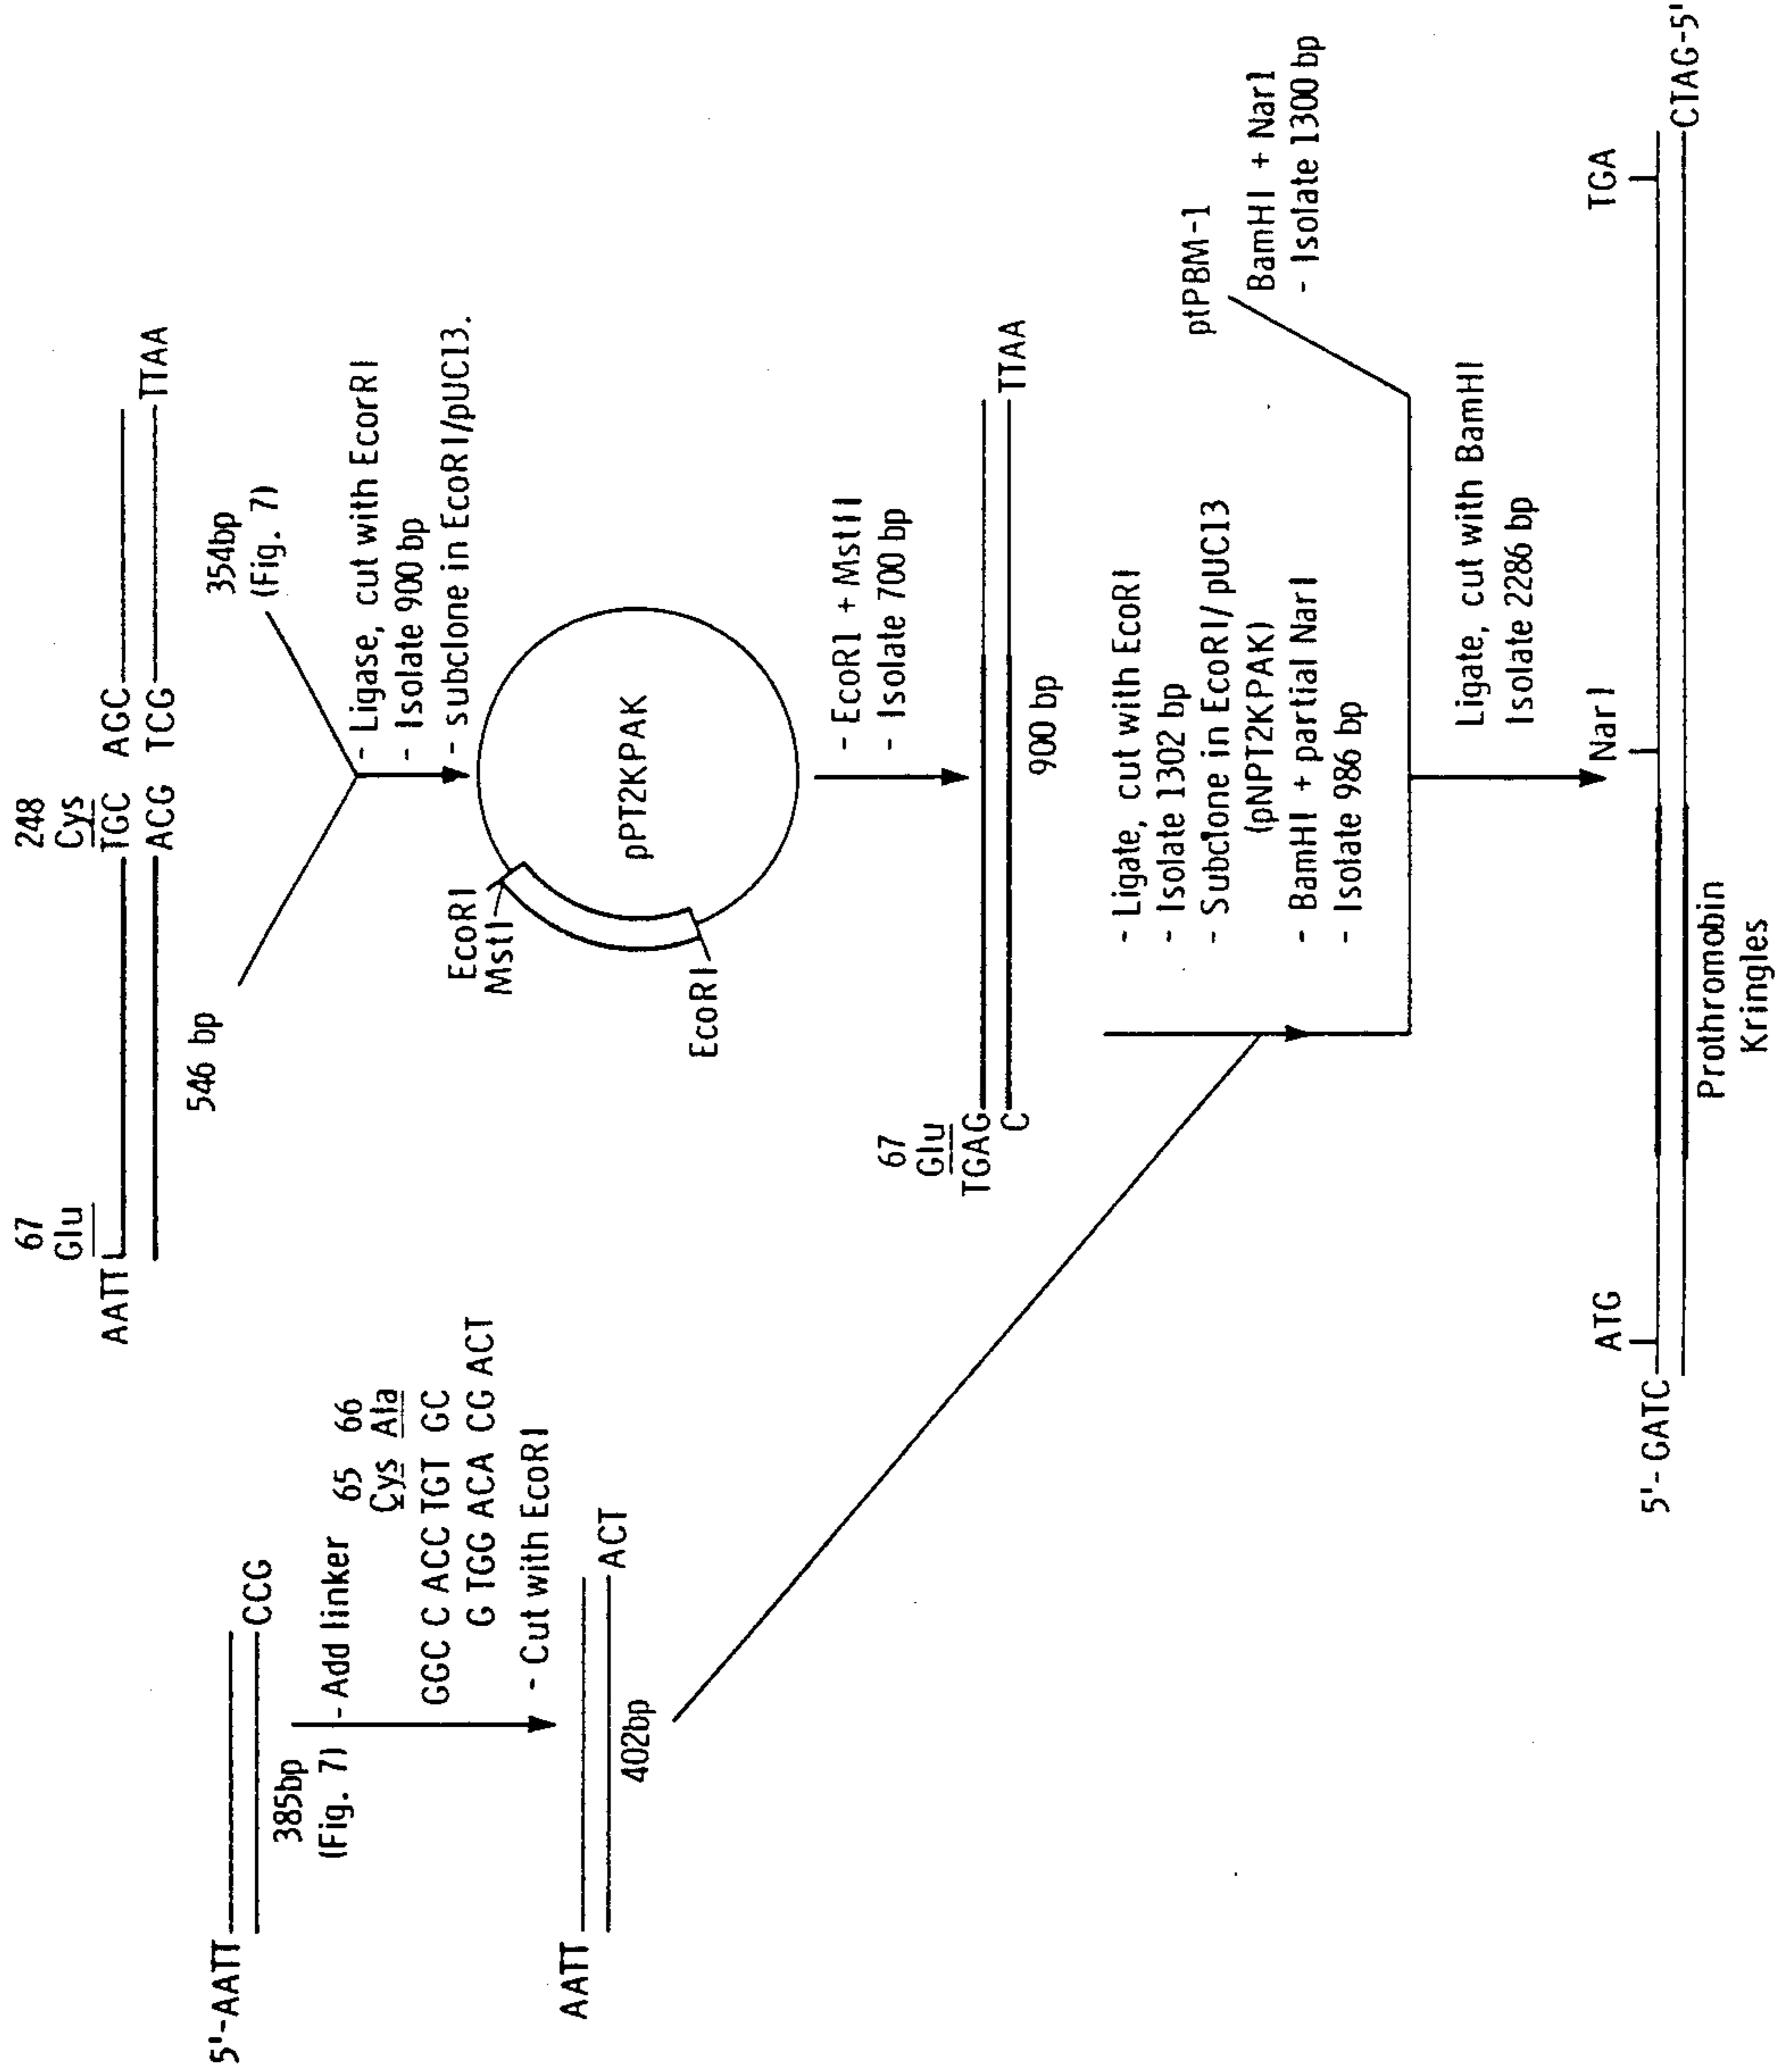 5'-AATT
CCG
385bp
(Fig. 7)
- Add linker
65 66
Cys Ala
GGC C ACC TGT GC
G TGG ACA CG ACT
- Cut with EcoRI
AATT
ACT
402bp
67
Glu
AATT
248
Cys
TGC AGC
ACG TCG
TTAA
546 bp
354bp
(Fig. 7)
- Ligase, cut with EcorRI
- Isolate 900 bp
- subclone in EcoRI/pUC13.
EcoRI
MstI
EcoRI
pPT2KPAK
- EcoRI + MstII
- Isolate 700 bp
67
Glu
TGAG
C
TTAA
900 bp
- Ligate, cut with EcoRI
- Isolate 1302 bp
- Subclone in EcoRI/ pUC13
(pNPT2KPAK)
- BamHI + partial NarI
- Isolate 986 bp
ptPBM-1
BamHI + NarI
- Isolate 1300 bp
Ligate, cut with BamHI
Isolate 2286 bp
ATG
NarI
TGA
5'-GATC
CTAG-5'
Prothromobin
Kringles